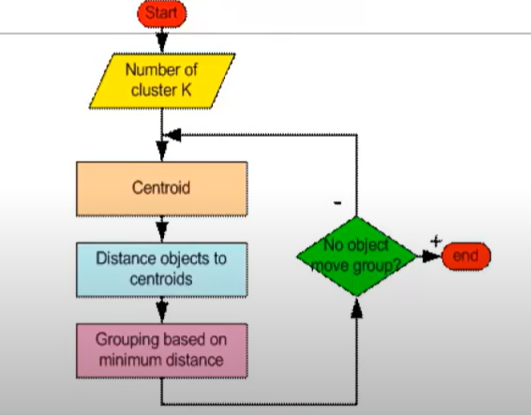 Start
Number of
cluster K
Centroid
Distance objects to
centroids
Grouping based on
minimum distance
-
No object
move group?
+
end